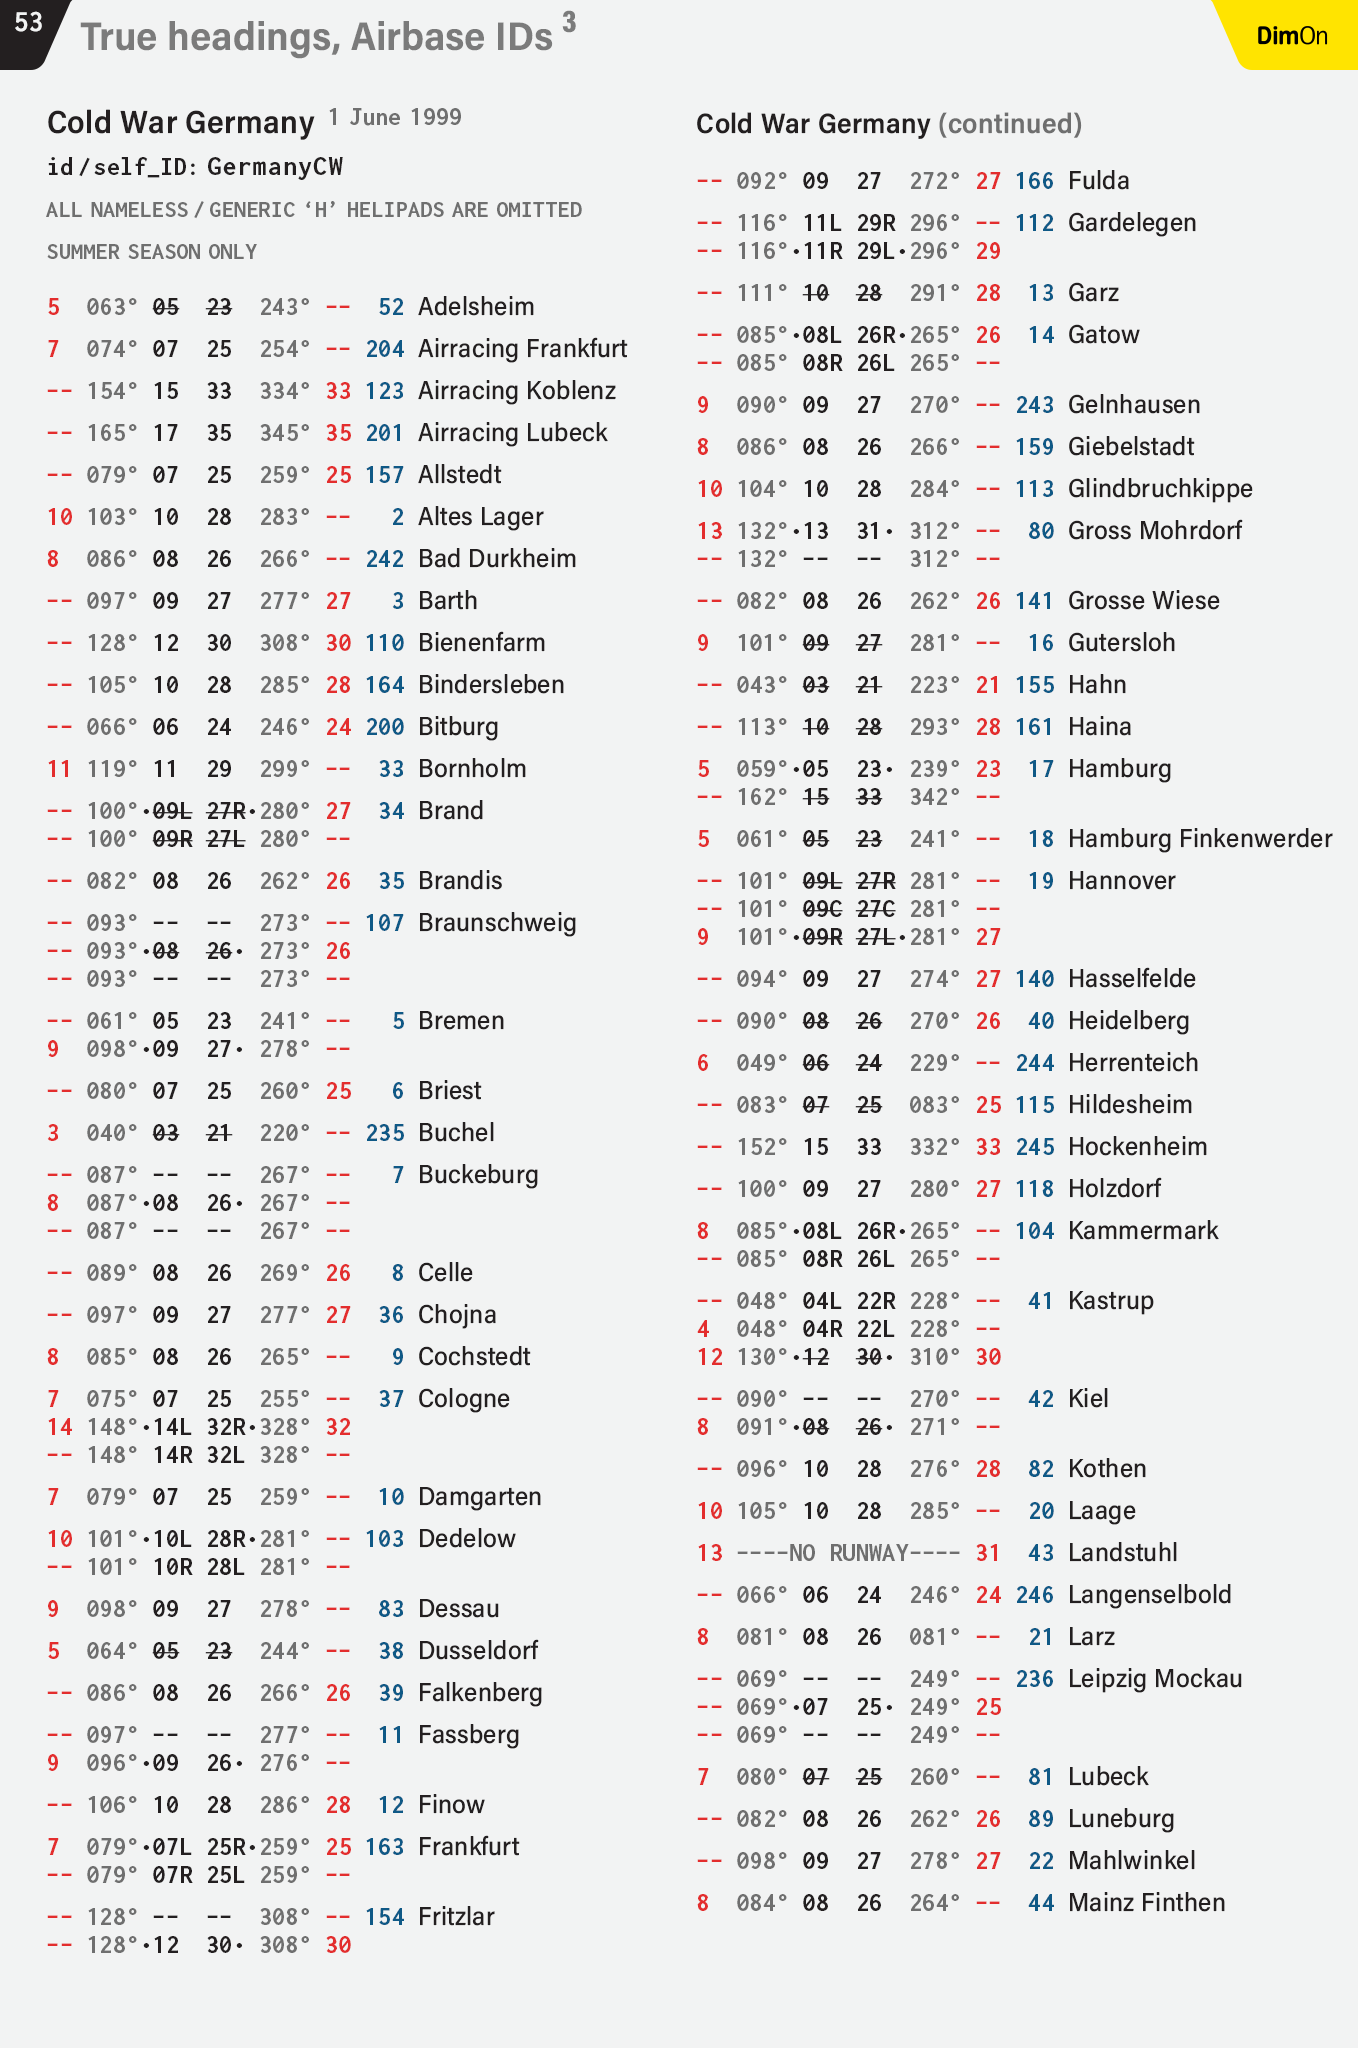 53
True headings, Airbase IDs 3
DimOn
Cold War Germany 1 June 1999
id/self_ID: GermanyCW
ALL NAMELESS / GENERIC ‘H’ HELIPADS ARE OMITTED
SUMMER SEASON ONLY
5 063° 05 23 243° -- 52 Adelsheim
7 074° 07 25 254° -- 204 Airracing Frankfurt
-- 154° 15 33 334° 33 123 Airracing Koblenz
-- 165° 17 35 345° 35 201 Airracing Lubeck
-- 079° 07 25 259° 25 157 Allstedt
10 103° 10 28 283° -- 2 Altes Lager
8 086° 08 26 266° -- 242 Bad Durkheim
-- 097° 09 27 277° 27 3 Barth
-- 128° 12 30 308° 30 110 Bienenfarm
-- 105° 10 28 285° 28 164 Bindersleben
-- 066° 06 24 246° 24 200 Bitburg
11 119° 11 29 299° -- 33 Bornholm
-- 100°·09L 27R·280° 27 34 Brand
-- 100° 09R 27L 280° --
-- 082° 08 26 262° 26 35 Brandis
-- 093° -- -- 273° -- 107 Braunschweig
-- 093°·08 26· 273° 26
-- 093° -- -- 273° --
-- 061° 05 23 241° -- 5 Bremen
9 098°·09 27· 278° --
-- 080° 07 25 260° 25 6 Briest
3 040° 03 21 220° -- 235 Buchel
-- 087° -- -- 267° -- 7 Buckeburg
8 087°·08 26· 267° --
-- 087° -- -- 267° --
-- 089° 08 26 269° 26 8 Celle
-- 097° 09 27 277° 27 36 Chojna
8 085° 08 26 265° -- 9 Cochstedt
7 075° 07 25 255° -- 37 Cologne
14 148°·14L 32R·328° 32
-- 148° 14R 32L 328° --
7 079° 07 25 259° -- 10 Damgarten
10 101°·10L 28R·281° -- 103 Dedelow
-- 101° 10R 28L 281° --
9 098° 09 27 278° -- 83 Dessau
5 064° 05 23 244° -- 38 Dusseldorf
-- 086° 08 26 266° 26 39 Falkenberg
-- 097° -- -- 277° -- 11 Fassberg
9 096°·09 26· 276° --
-- 106° 10 28 286° 28 12 Finow
7 079°·07L 25R·259° 25 163 Frankfurt
-- 079° 07R 25L 259° --
-- 128° -- -- 308° -- 154 Fritzlar
-- 128°·12 30· 308° 30
Cold War Germany (continued)
-- 092° 09 27 272° 27 166 Fulda
-- 116° 11L 29R 296° -- 112 Gardelegen
-- 116°·11R 29L·296° 29
-- 111° 10 28 291° 28 13 Garz
-- 085°·08L 26R·265° 26 14 Gatow
-- 085° 08R 26L 265° --
9 090° 09 27 270° -- 243 Gelnhausen
8 086° 08 26 266° -- 159 Giebelstadt
10 104° 10 28 284° -- 113 Glindbruchkippe
13 132°·13 31· 312° -- 80 Gross Mohrdorf
-- 132° -- -- 312° --
-- 082° 08 26 262° 26 141 Grosse Wiese
9 101° 09 27 281° -- 16 Gutersloh
-- 043° 03 21 223° 21 155 Hahn
-- 113° 10 28 293° 28 161 Haina
5 059°·05 23· 239° 23 17 Hamburg
-- 162° 15 33 342° --
5 061° 05 23 241° -- 18 Hamburg Finkenwerder
-- 101° 09L 27R 281° -- 19 Hannover
-- 101° 09C 27C 281° --
9 101°·09R 27L·281° 27
-- 094° 09 27 274° 27 140 Hasselfelde
-- 090° 08 26 270° 26 40 Heidelberg
6 049° 06 24 229° -- 244 Herrenteich
-- 083° 07 25 083° 25 115 Hildesheim
-- 152° 15 33 332° 33 245 Hockenheim
-- 100° 09 27 280° 27 118 Holzdorf
8 085°·08L 26R·265° -- 104 Kammermark
-- 085° 08R 26L 265° --
-- 048° 04L 22R 228° -- 41 Kastrup
4 048° 04R 22L 228° --
12 130°·12 30· 310° 30
-- 090° -- -- 270° -- 42 Kiel
8 091°·08 26· 271° --
-- 096° 10 28 276° 28 82 Kothen
10 105° 10 28 285° -- 20 Laage
13 ----NO RUNWAY---- 31 43 Landstuhl
-- 066° 06 24 246° 24 246 Langenselbold
8 081° 08 26 081° -- 21 Larz
-- 069° -- -- 249° -- 236 Leipzig Mockau
-- 069°·07 25· 249° 25
-- 069° -- -- 249° --
7 080° 07 25 260° -- 81 Lubeck
-- 082° 08 26 262° 26 89 Luneburg
-- 098° 09 27 278° 27 22 Mahlwinkel
8 084° 08 26 264° -- 44 Mainz Finthen